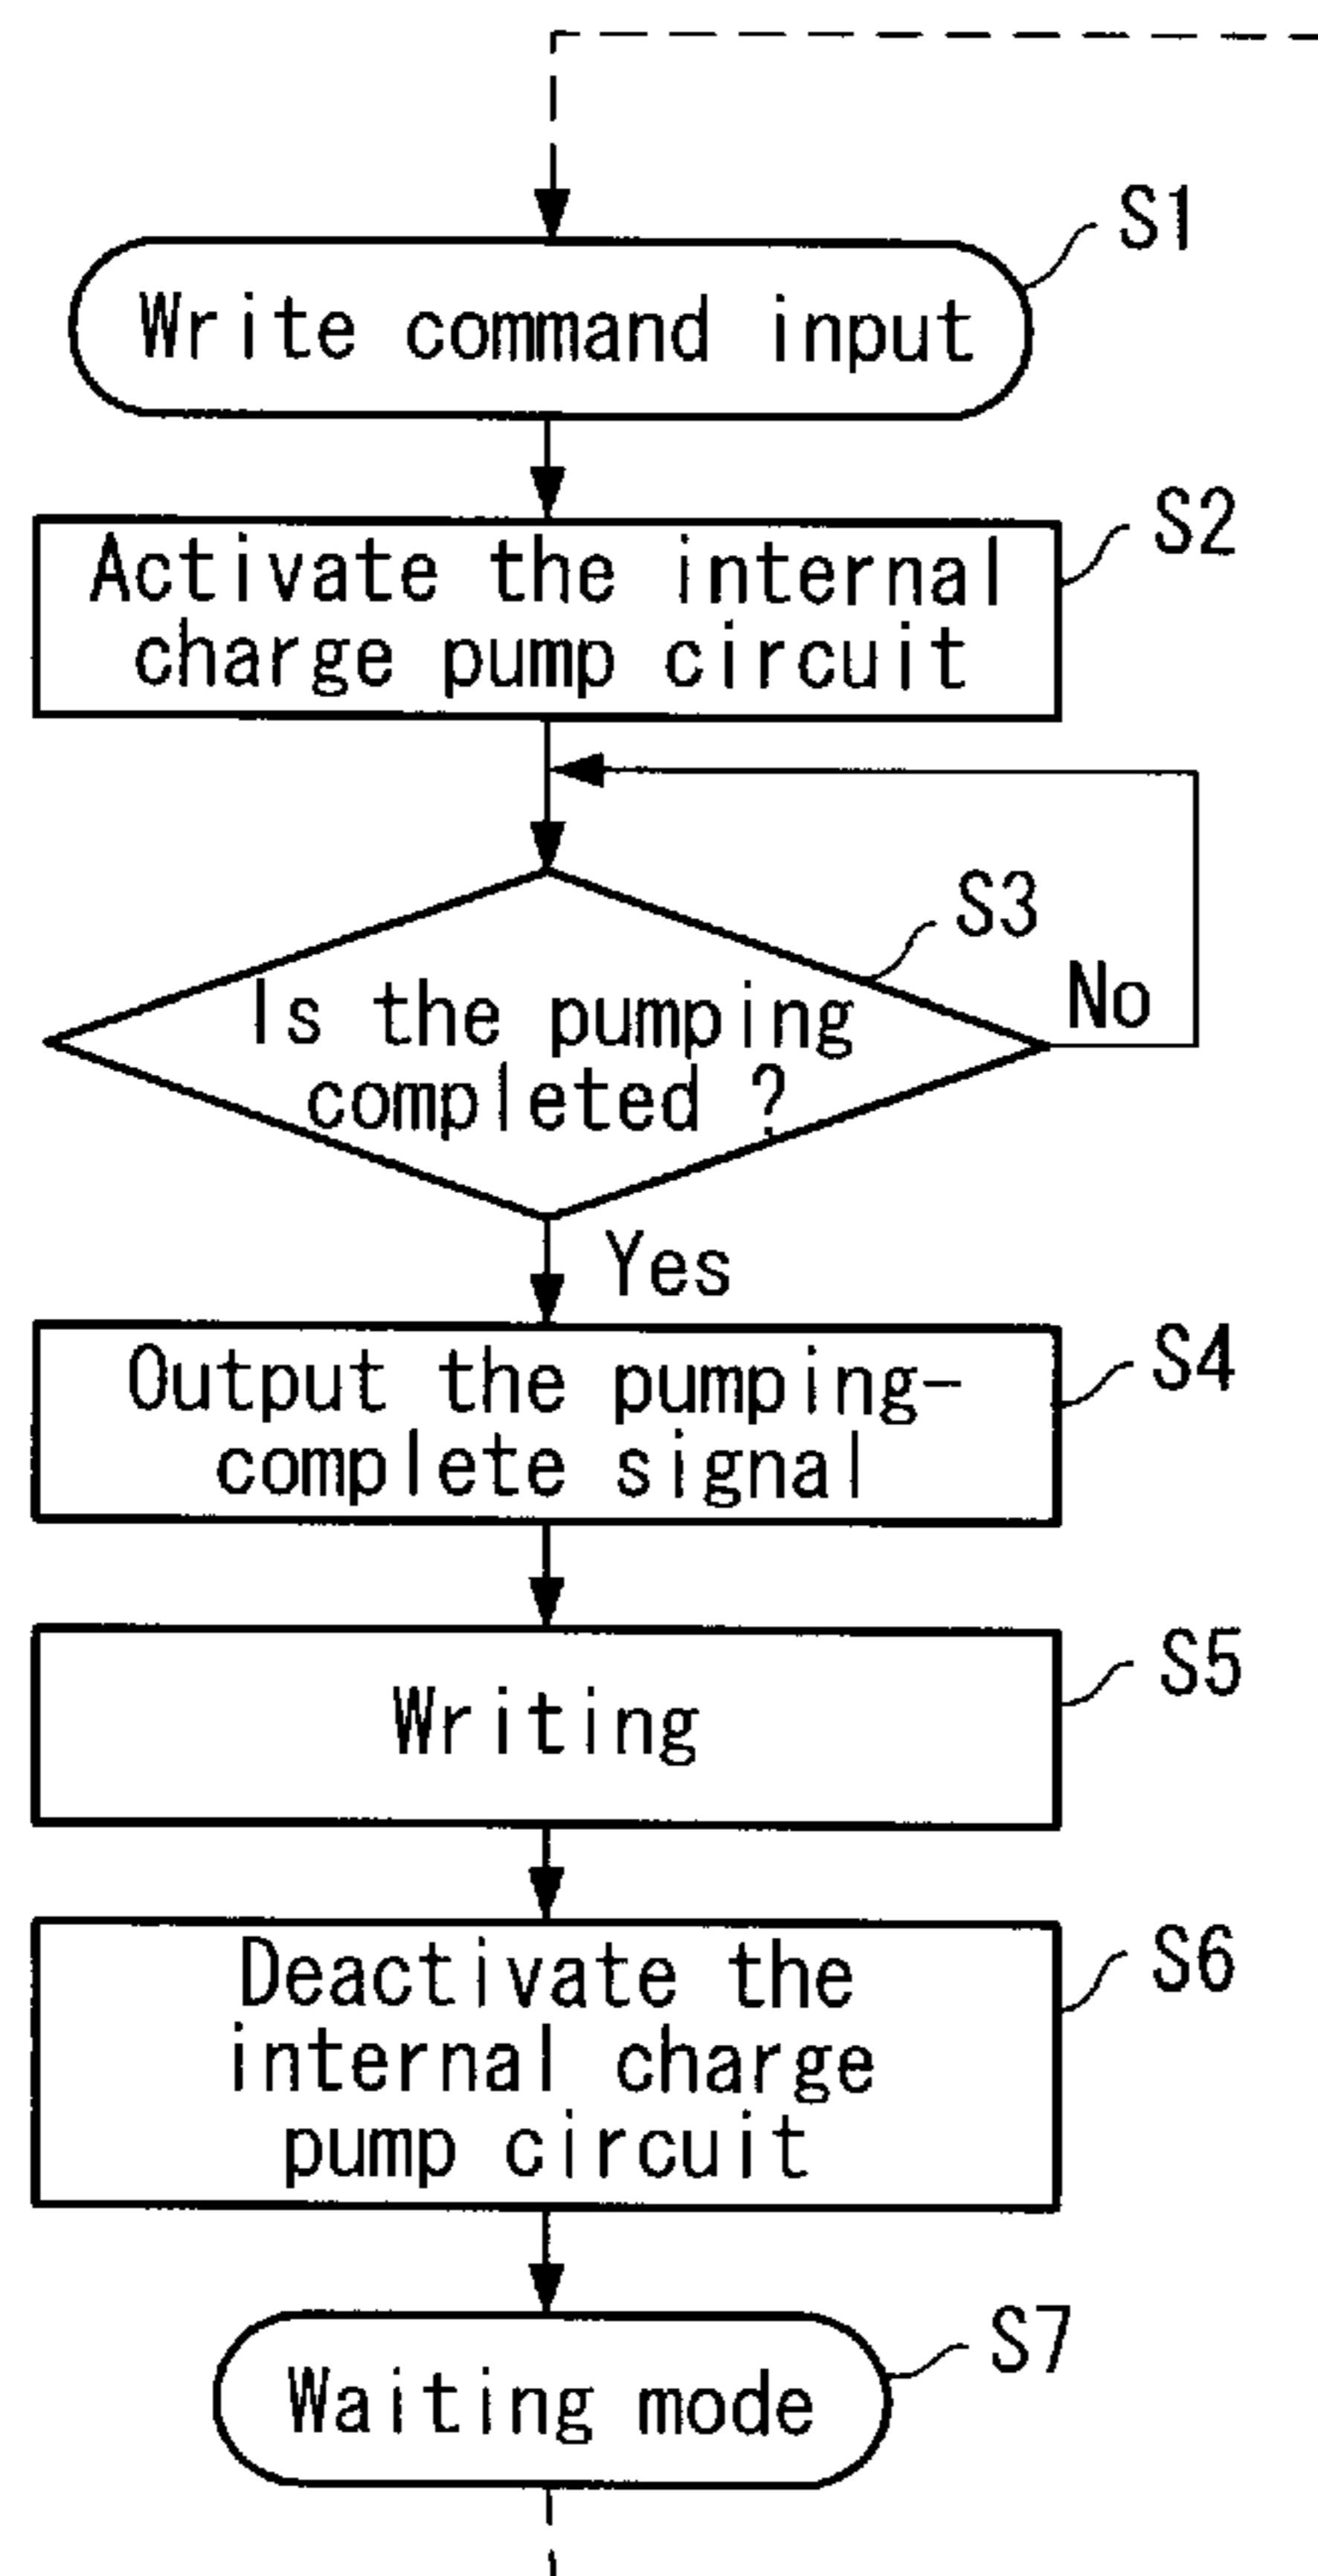 S1
Write command input
S2
Activate the internal
charge pump circuit
S3
Is the pumping
completed ?
No
Yes
S4
Output the pumping-
complete signal
S5
Writing
S6
Deactivate the
internal charge
pump circuit
S7
Waiting mode